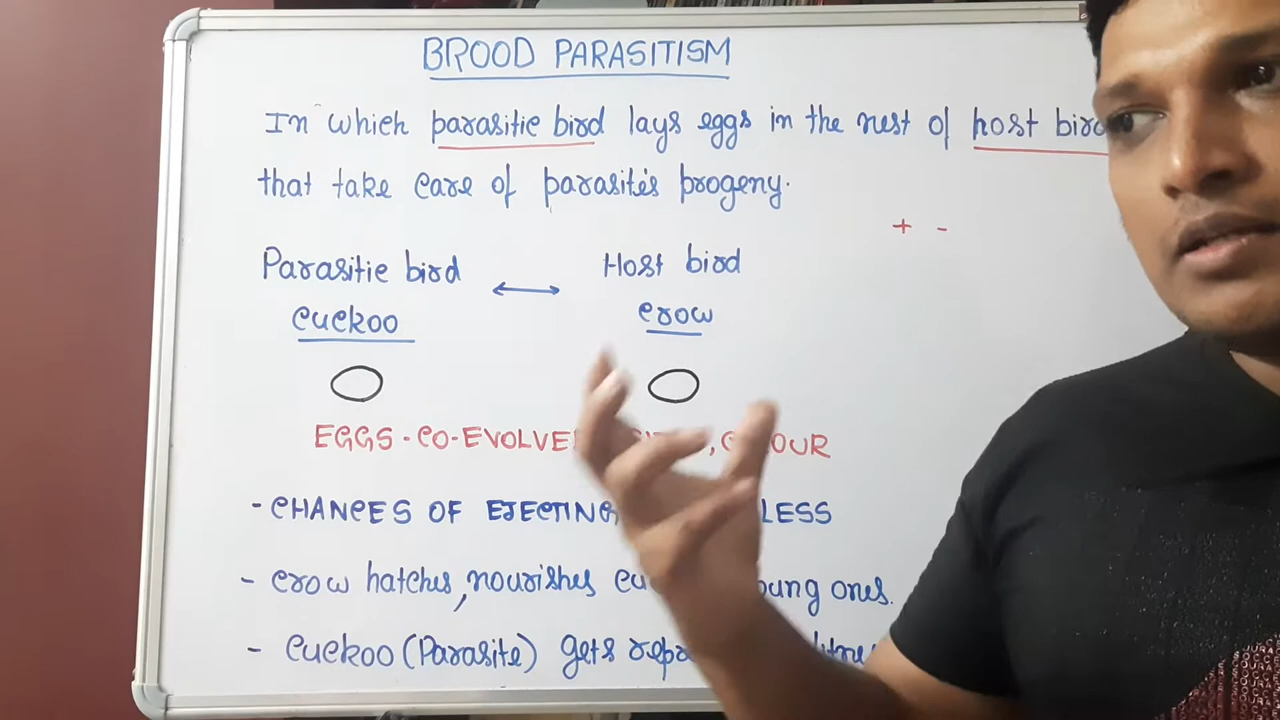 BROOD PARASITISM
In which parasitic bird lays eggs in the nest of host bird
that take care of parasite's progeny.
+ -
Parasitic bird ↔ Host bird
cuckoo crow
EGGS - CO-EVOLVE , COLOUR
- CHANCES OF EJECTING LESS
- crow hatches, nourishes young ones.
- Cuckoo (Parasite) gets